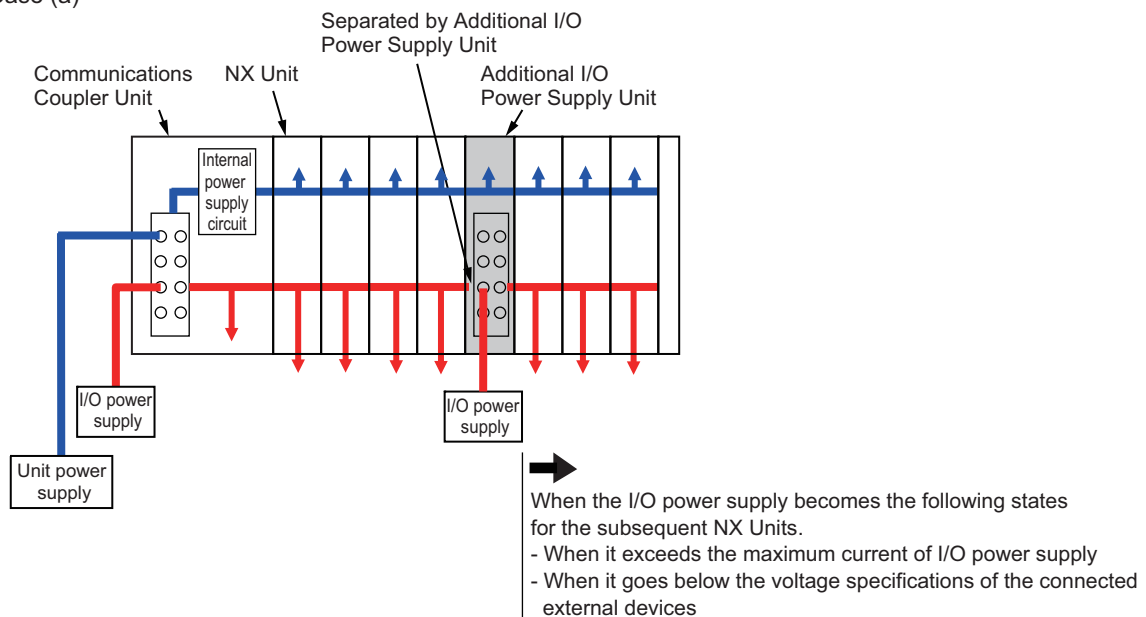 Case (a)
Separated by Additional I/O
Power Supply Unit
Communications
Coupler Unit
NX Unit
Additional I/O
Power Supply Unit
Internal
power
supply
circuit
I/O power
supply
I/O power
supply
Unit power
supply
When the I/O power supply becomes the following states
for the subsequent NX Units.
- When it exceeds the maximum current of I/O power supply
- When it goes below the voltage specifications of the connected
external devices